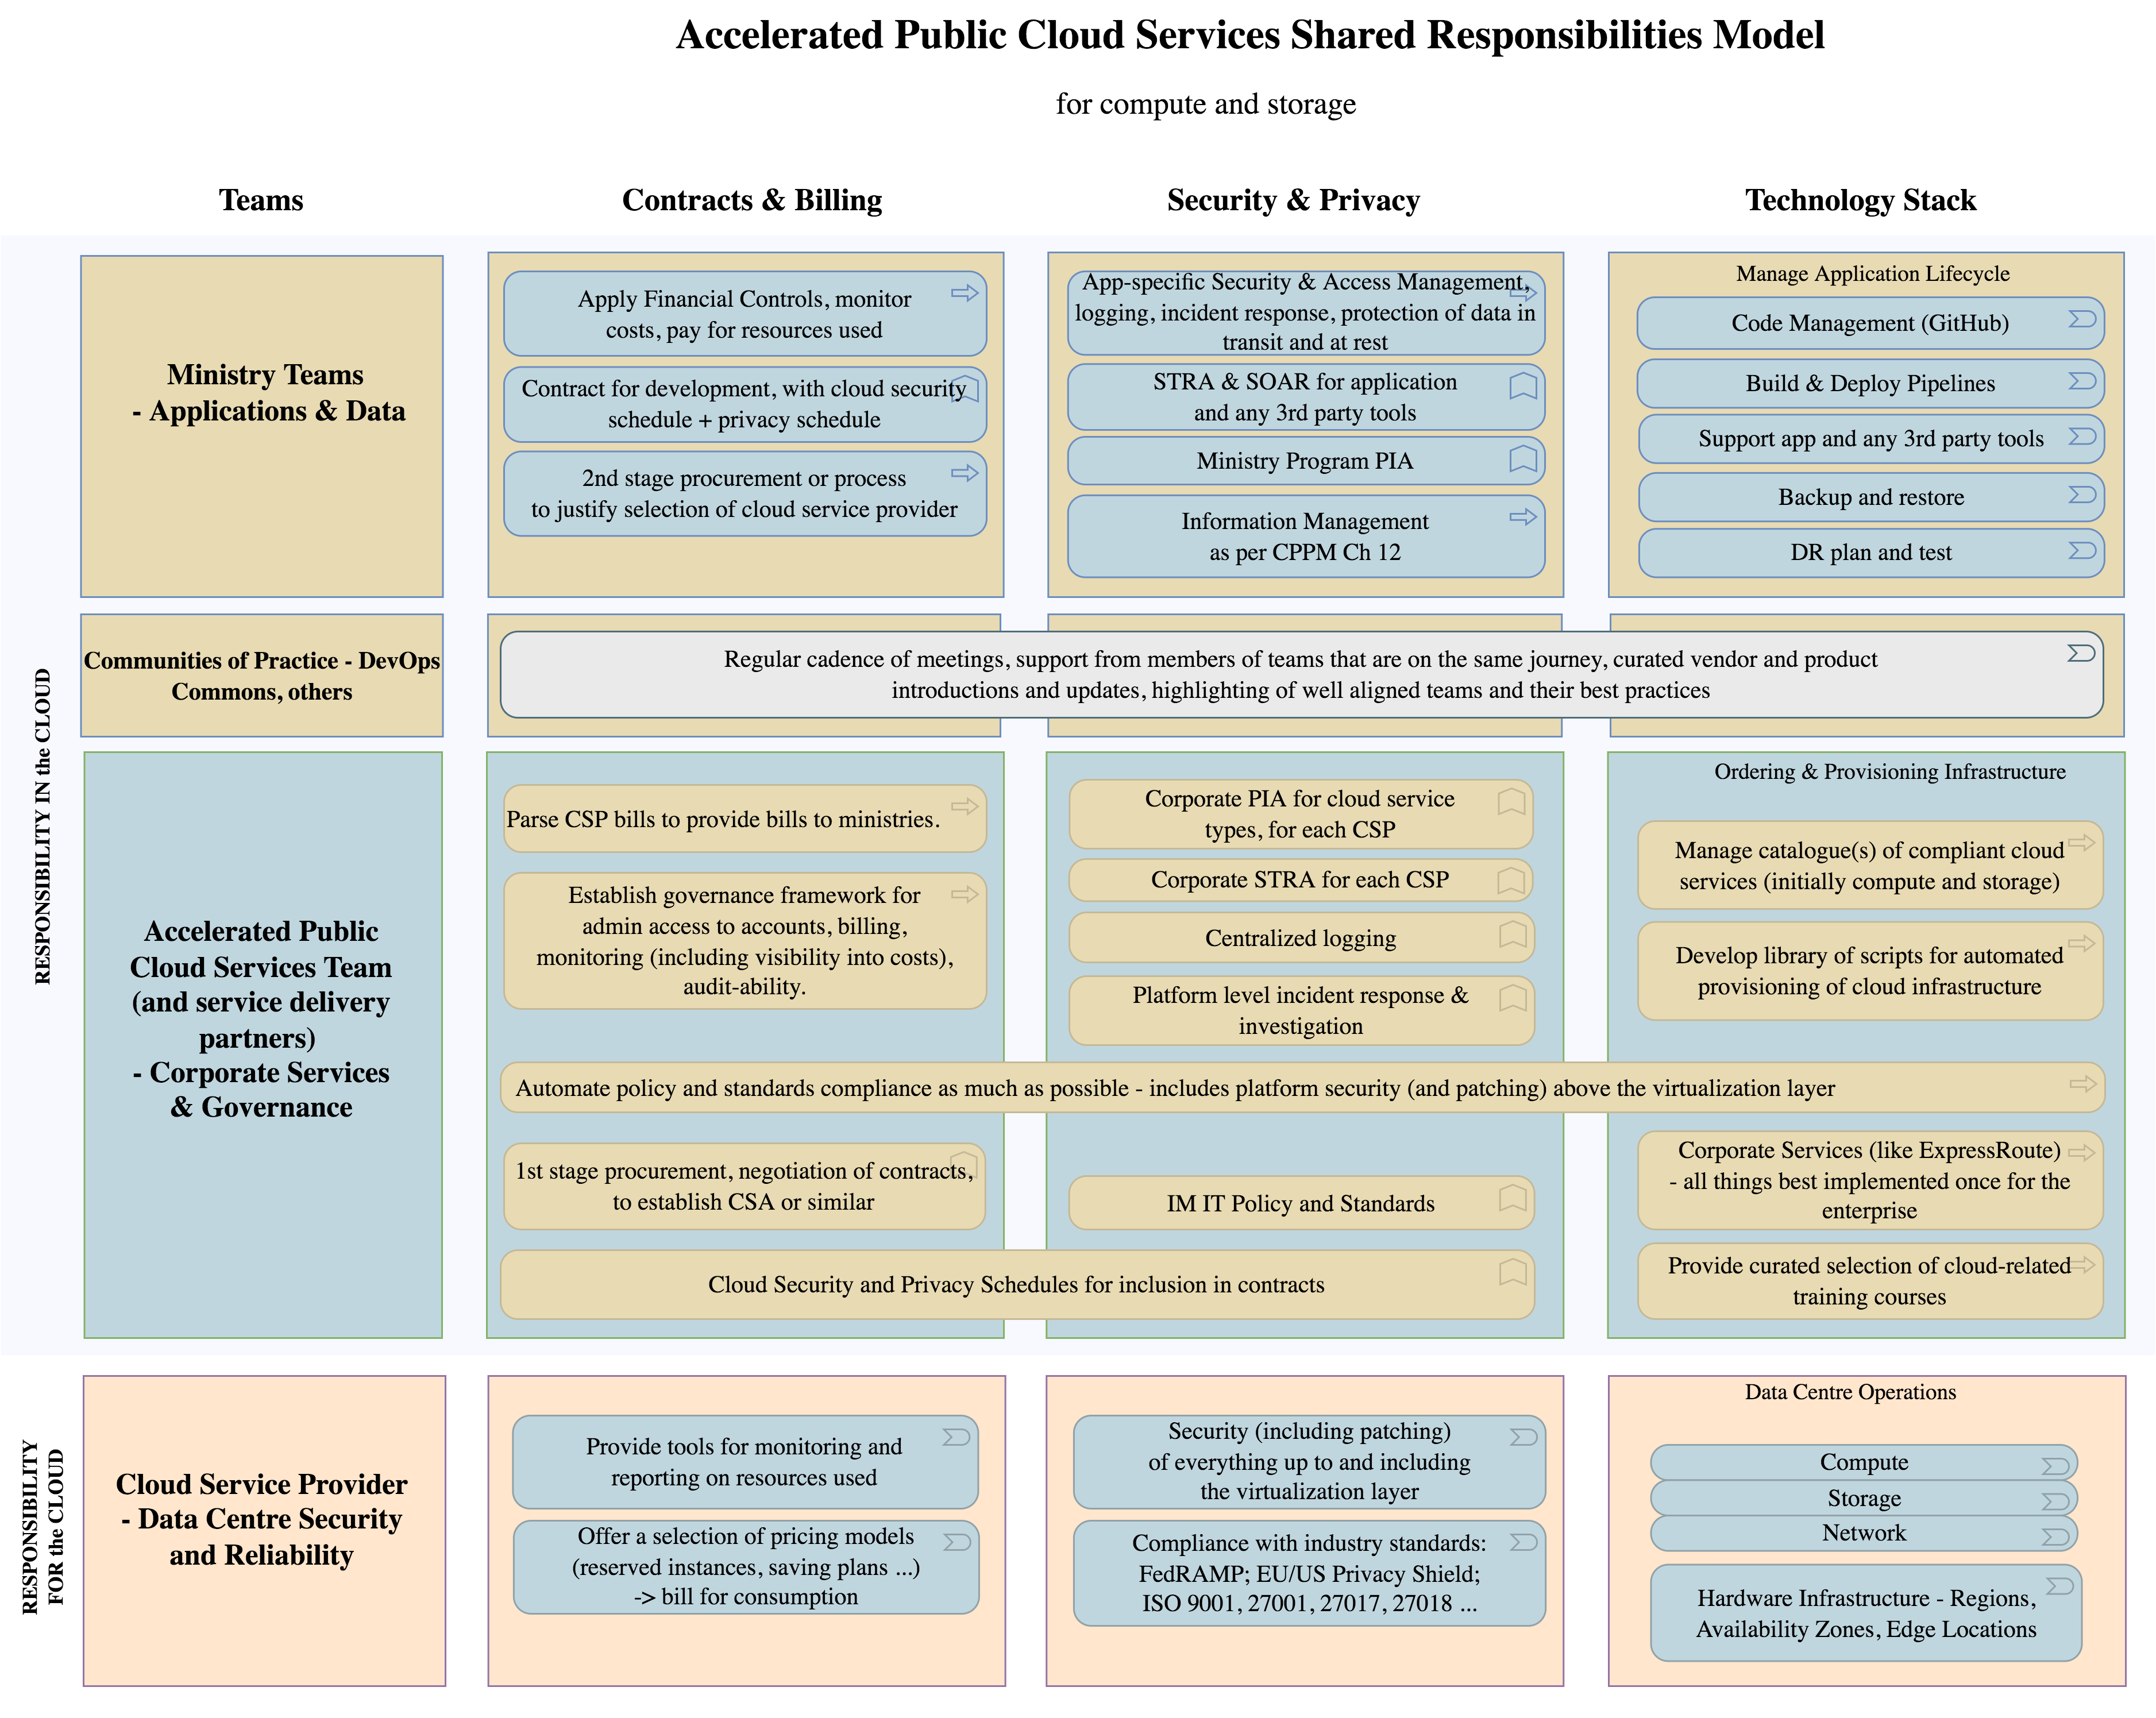 Accelerated Public Cloud Services Shared Responsibilities Model
for compute and storage
Teams
Contracts & Billing
Security & Privacy
Technology Stack
RESPONSIBILITY IN the CLOUD
Ministry Teams
- Applications & Data
Apply Financial Controls, monitor
costs, pay for resources used
Contract for development, with cloud security
schedule + privacy schedule
2nd stage procurement or process
to justify selection of cloud service provider
App-specific Security & Access Management,
logging, incident response, protection of data in
transit and at rest
STRA & SOAR for application
and any 3rd party tools
Ministry Program PIA
Information Management
as per CPPM Ch 12
Manage Application Lifecycle
Code Management (GitHub)
Build & Deploy Pipelines
Support app and any 3rd party tools
Backup and restore
DR plan and test
Communities of Practice - DevOps
Commons, others
Regular cadence of meetings, support from members of teams that are on the same journey, curated vendor and product
introductions and updates, highlighting of well aligned teams and their best practices
Accelerated Public
Cloud Services Team
(and service delivery
partners)
- Corporate Services
& Governance
Parse CSP bills to provide bills to ministries.
Establish governance framework for
admin access to accounts, billing,
monitoring (including visibility into costs),
audit-ability.
Corporate PIA for cloud service
types, for each CSP
Corporate STRA for each CSP
Centralized logging
Platform level incident response &
investigation
Ordering & Provisioning Infrastructure
Manage catalogue(s) of compliant cloud
services (initially compute and storage)
Develop library of scripts for automated
provisioning of cloud infrastructure
Automate policy and standards compliance as much as possible - includes platform security (and patching) above the virtualization layer
1st stage procurement, negotiation of contracts,
to establish CSA or similar
IM IT Policy and Standards
Corporate Services (like ExpressRoute)
- all things best implemented once for the
enterprise
Cloud Security and Privacy Schedules for inclusion in contracts
Provide curated selection of cloud-related
training courses
RESPONSIBILITY
FOR the CLOUD
Cloud Service Provider
- Data Centre Security
and Reliability
Provide tools for monitoring and
reporting on resources used
Offer a selection of pricing models
(reserved instances, saving plans ...)
-> bill for consumption
Security (including patching)
of everything up to and including
the virtualization layer
Compliance with industry standards:
FedRAMP; EU/US Privacy Shield;
ISO 9001, 27001, 27017, 27018 ...
Data Centre Operations
Compute
Storage
Network
Hardware Infrastructure - Regions,
Availability Zones, Edge Locations